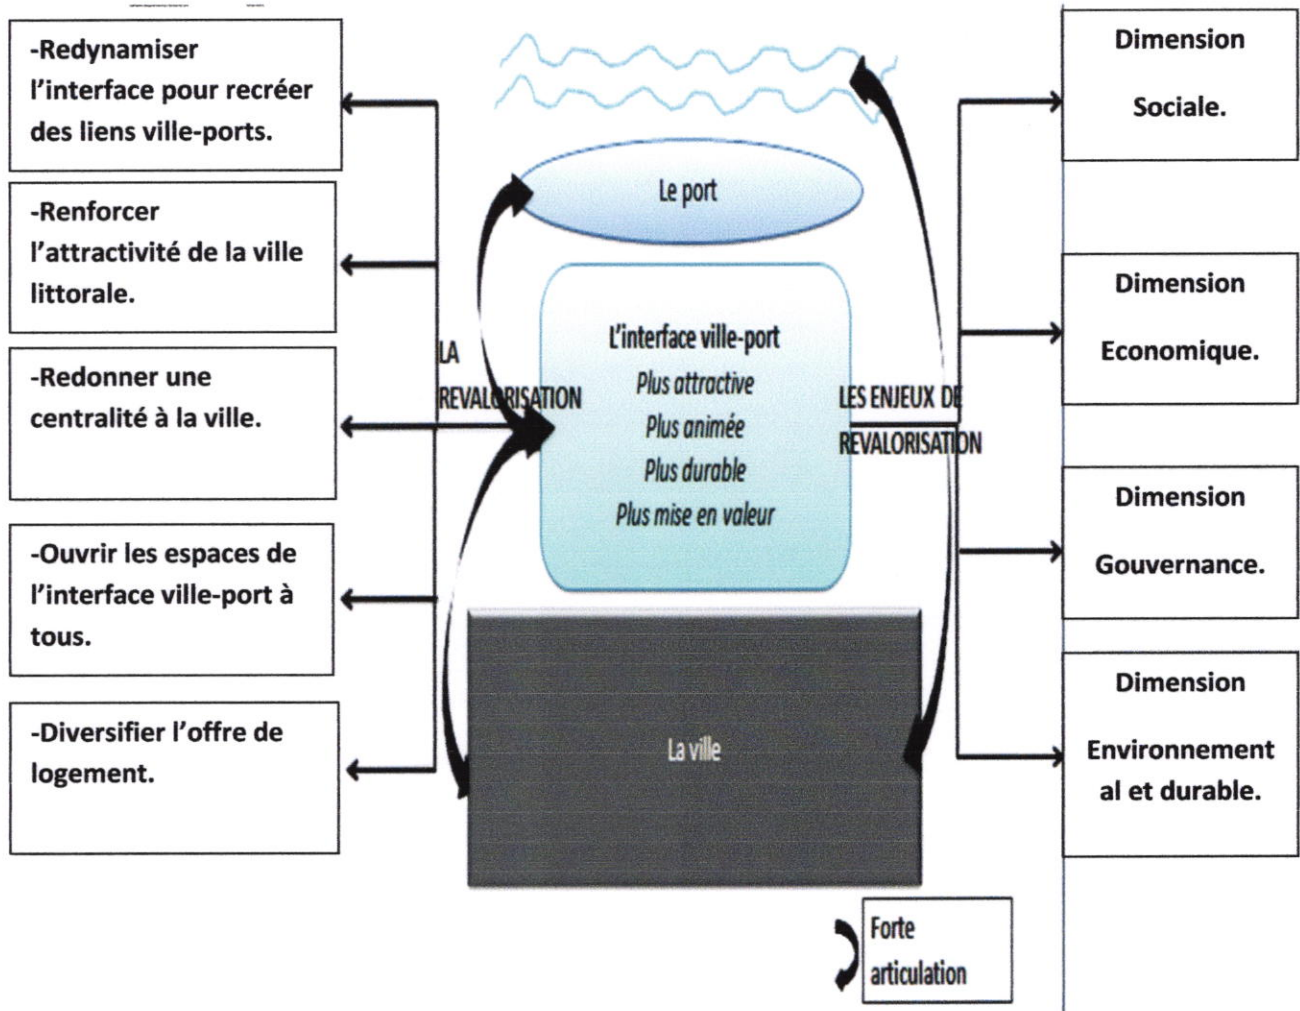 -Redynamiser
l'interface pour recréer
des liens ville-ports.
-Renforcer
l'attractivité de la ville
littorale.
-Redonner une
centralité à la ville.
-Ouvrir les espaces de
l'interface ville-port à
tous.
-Diversifier l'offre de
logement.
LA
REVALORISATION
Le port
L'interface ville-port
Plus attractive
Plus animée
Plus durable
Plus mise en valeur
La ville
LES ENJEUX DE
REVALORISATION
Dimension
Sociale.
Dimension
Economique.
Dimension
Gouvernance.
Dimension
Environnement
al et durable.
Forte
articulation